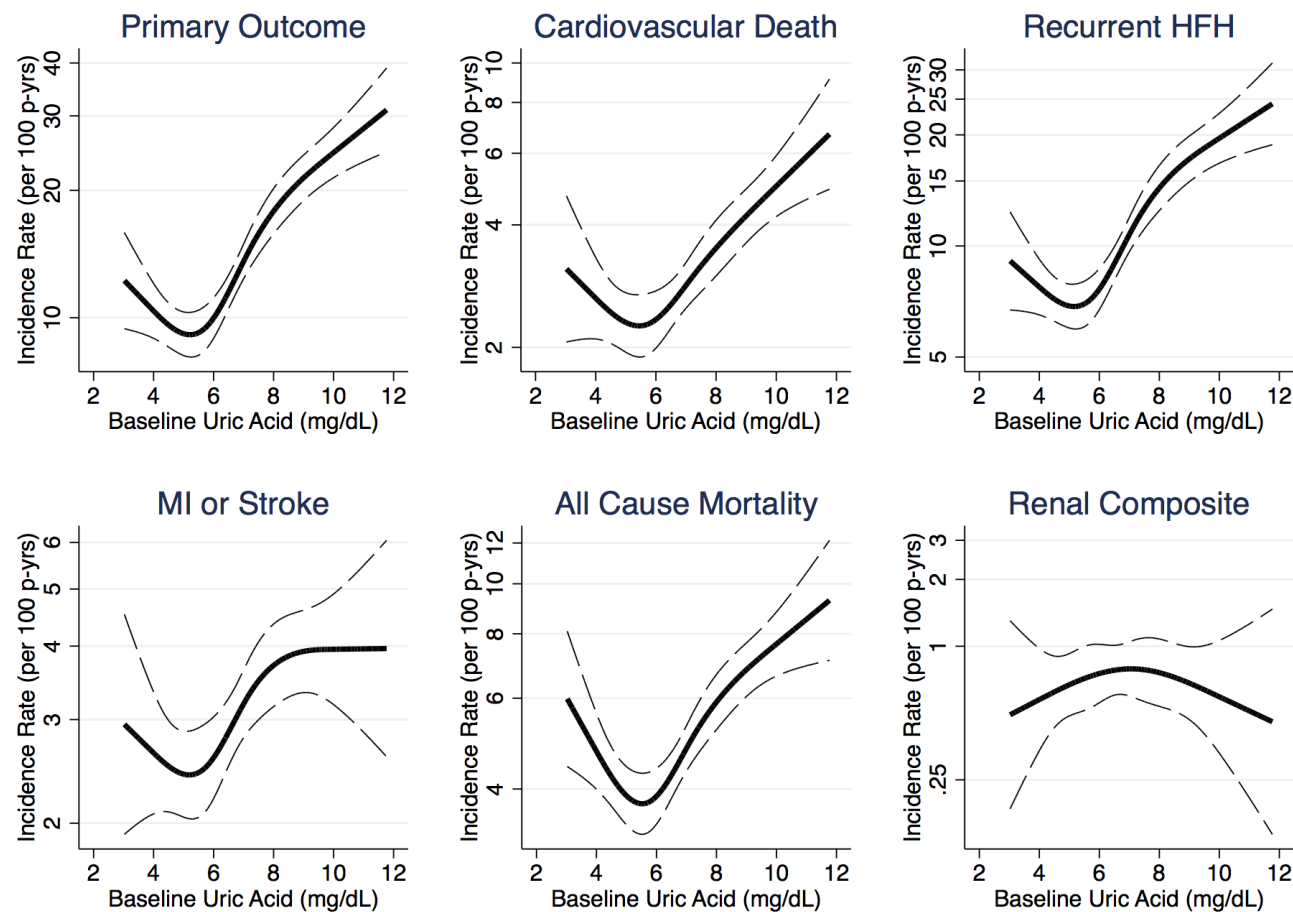 Primary Outcome
Incidence Rate (per 100 p-yrs)
40
30
20
10
2 4 6 8 10 12
Baseline Uric Acid (mg/dL)
Cardiovascular Death
Incidence Rate (per 100 p-yrs)
10
8
6
4
2
2 4 6 8 10 12
Baseline Uric Acid (mg/dL)
Recurrent HFH
Incidence Rate (per 100 p-yrs)
30
25
20
15
10
5
2 4 6 8 10 12
Baseline Uric Acid (mg/dL)
MI or Stroke
Incidence Rate (per 100 p-yrs)
6
5
4
3
2
2 4 6 8 10 12
Baseline Uric Acid (mg/dL)
All Cause Mortality
Incidence Rate (per 100 p-yrs)
12
10
8
6
4
2 4 6 8 10 12
Baseline Uric Acid (mg/dL)
Renal Composite
Incidence Rate (per 100 p-yrs)
3
2
1
.25
2 4 6 8 10 12
Baseline Uric Acid (mg/dL)